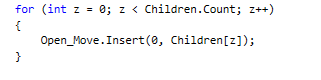 for (int z = 0; z < Children.Count; z++)
{
    Open_Move.Insert(0, Children[z]);
}